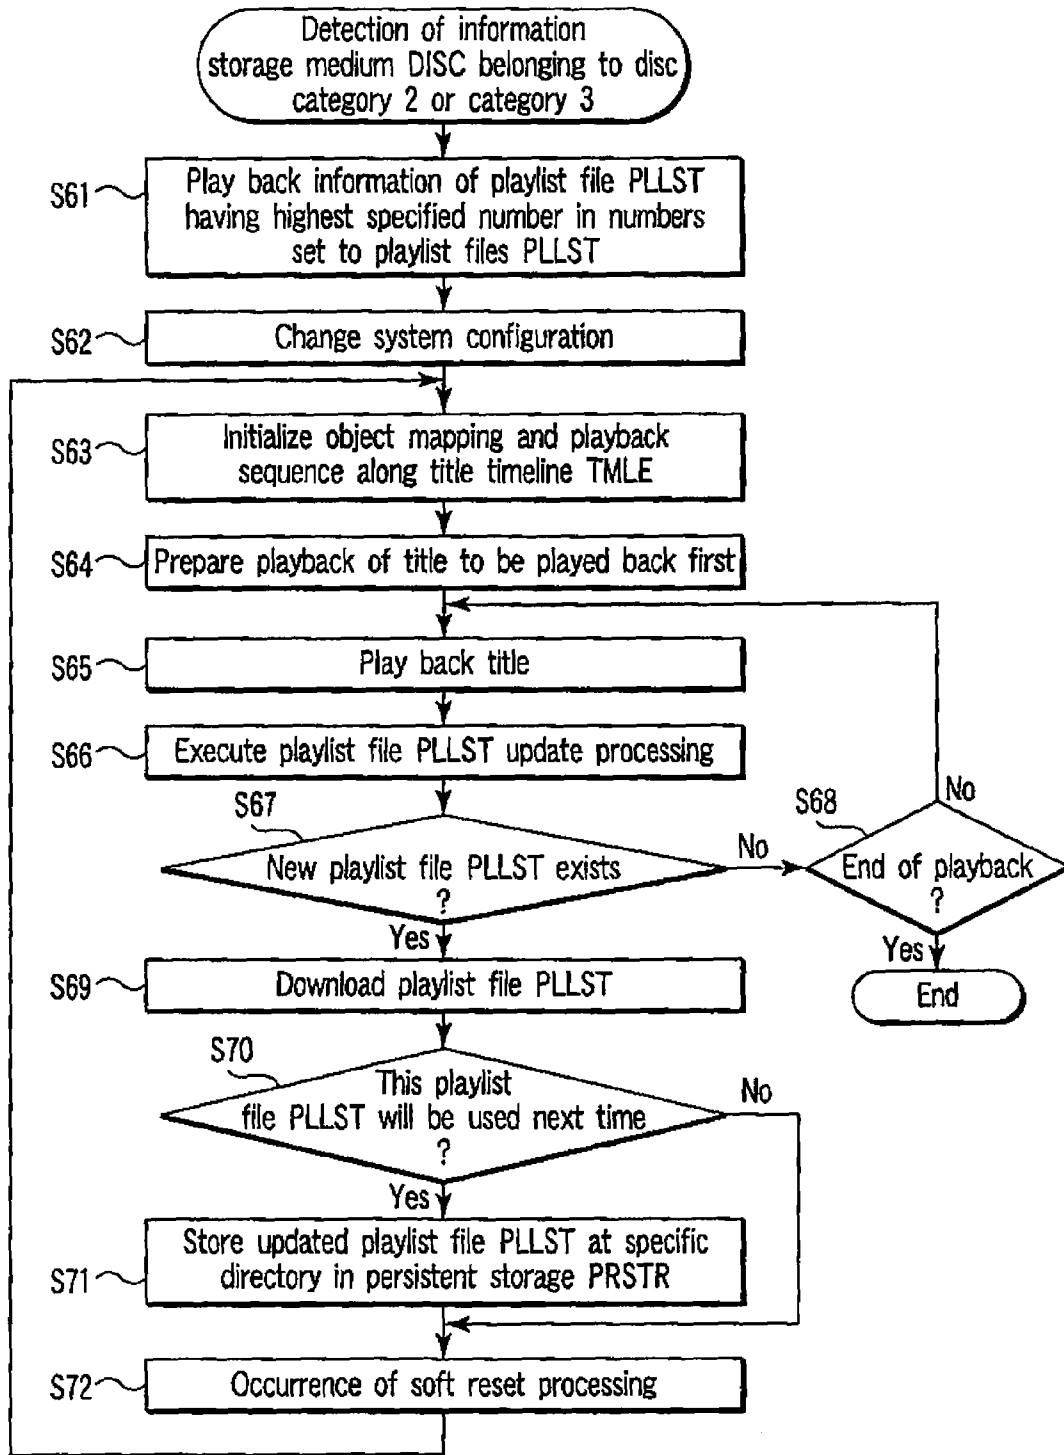 Detection of information
storage medium DISC belonging to disc
category 2 or category 3
S61
Play back information of playlist file PLLST
having highest specified number in numbers
set to playlist files PLLST
S62
Change system configuration
S63
Initialize object mapping and playback
sequence along title timeline TMLE
S64
Prepare playback of title to be played back first
S65
Play back title
S66
Execute playlist file PLLST update processing
S67
New playlist file PLLST exists
?
No
Yes
S68
End of playback
?
No
Yes
End
S69
Download playlist file PLLST
S70
This playlist
file PLLST will be used next time
?
No
Yes
S71
Store updated playlist file PLLST at specific
directory in persistent storage PRSTR
S72
Occurrence of soft reset processing